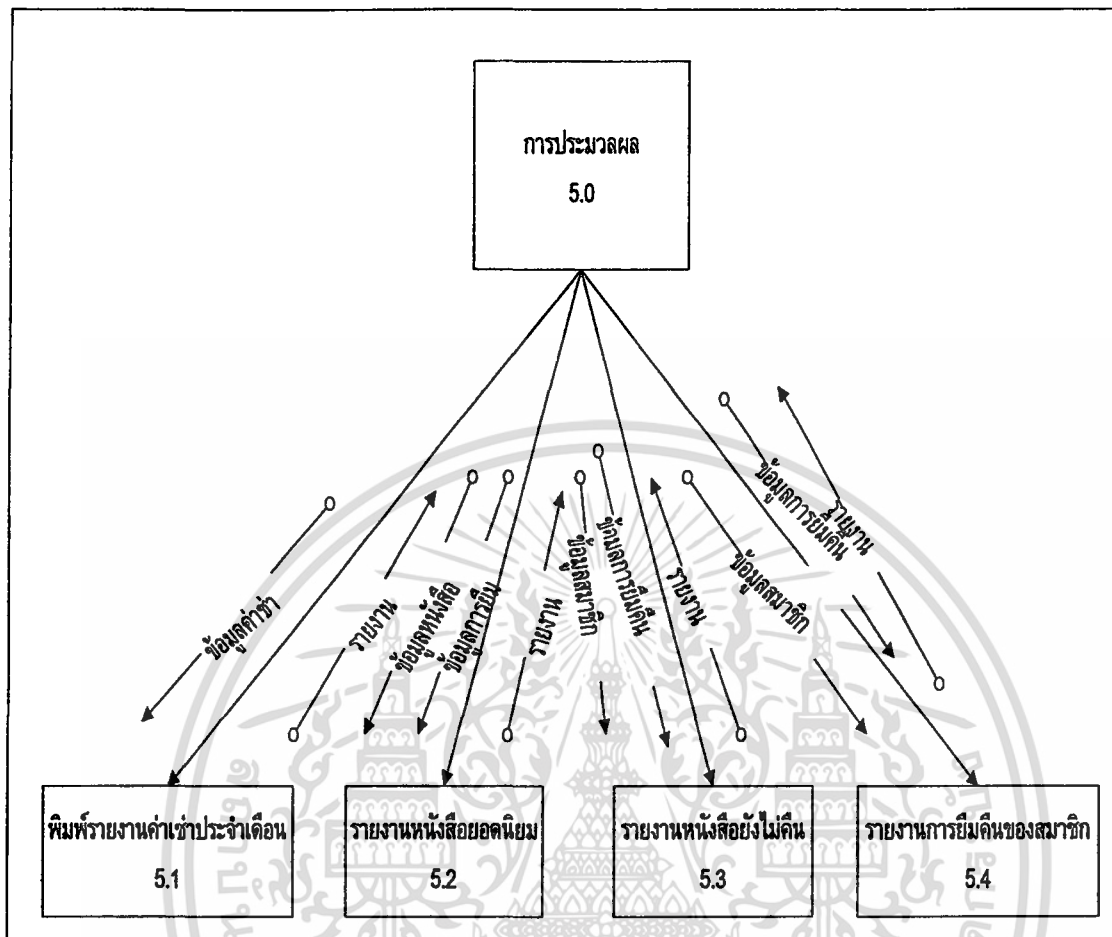 การประมวลผล
5.0
ข้อมูลค่าเช่า
รายงาน
ข้อมูลหนังสือ
ข้อมูลการยืม
รายงาน
ข้อมูลสมาชิก
ข้อมูลการยืมคืน
รายงาน
ข้อมูลสมาชิก
ข้อมูลการยืมคืน
รายงาน
พิมพ์รายงานค่าเช่าประจำเดือน
5.1
รายงานหนังสือยอดนิยม
5.2
รายงานหนังสือยังไม่คืน
5.3
รายงานการยืมคืนของสมาชิก
5.4